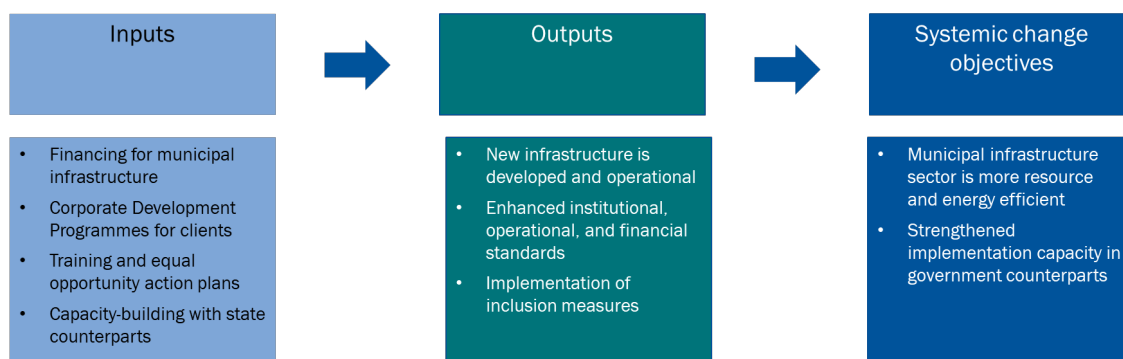 Inputs
Outputs
Systemic change
objectives
• Financing for municipal
infrastructure
• Corporate Development
Programmes for clients
• Training and equal
opportunity action plans
• Capacity-building with state
counterparts
• New infrastructure is
developed and operational
• Enhanced institutional,
operational, and financial
standards
• Implementation of
inclusion measures
• Municipal infrastructure
sector is more resource
and energy efficient
• Strengthened
implementation capacity in
government counterparts